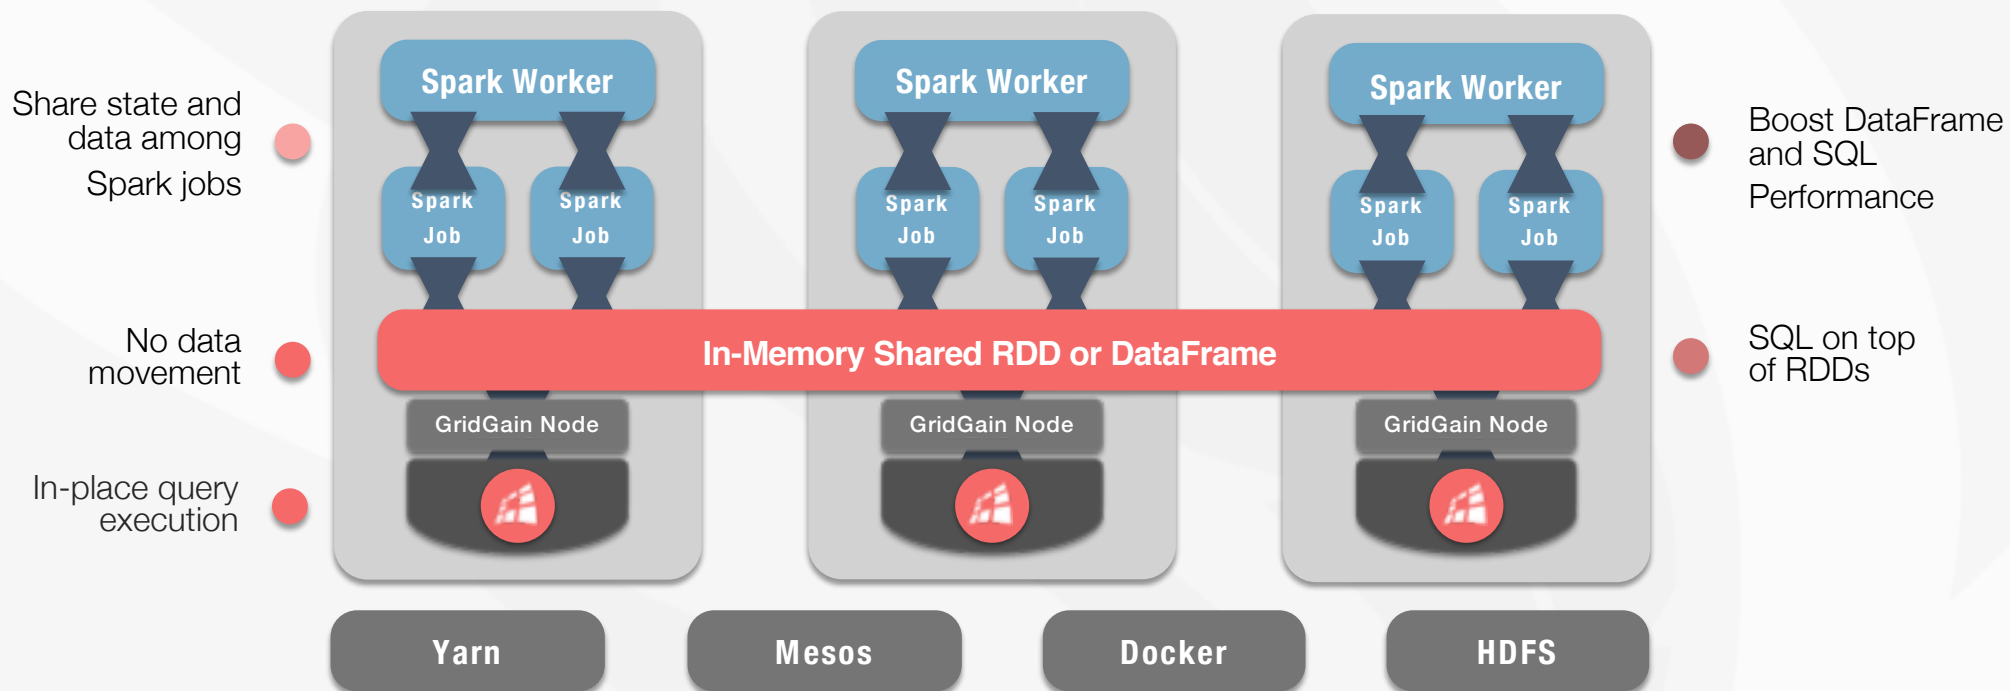 Spark Worker
Spark Worker
Spark Worker
Share state and
data among
Spark jobs
Boost DataFrame
and SQL
Performance
Spark
Job
Spark
Job
Spark
Job
Spark
Job
Spark
Job
Spark
Job
No data
movement
In-Memory Shared RDD or DataFrame
SQL on top
of RDDs
GridGain Node
GridGain Node
GridGain Node
In-place query
execution
Yarn
Mesos
Docker
HDFS